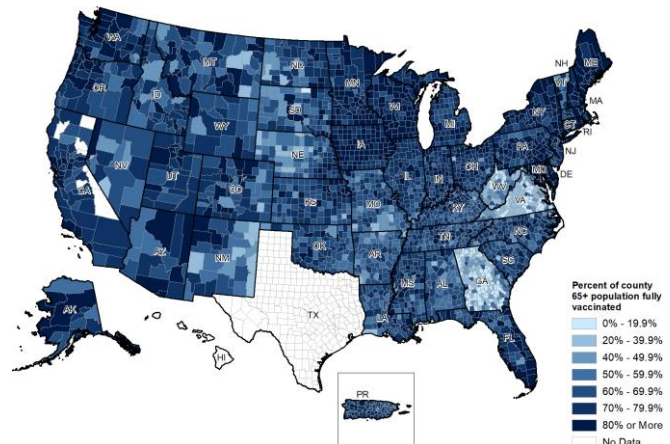 WA
MT
ND
MN
ME
NH
VT
OR
ID
SD
WI
NY
MA
WY
MI
CT
RI
IA
PA
NJ
NE
NV
UT
IL
IN
OH
MD
DE
CA
CO
WV
VA
KS
MO
KY
AZ
OK
TN
NC
NM
AR
SC
MS
AL
GA
AK
TX
LA
FL
HI
PR
Percent of county
65+ population fully
vaccinated
0% - 19.9%
20% - 39.9%
40% - 49.9%
50% - 59.9%
60% - 69.9%
70% - 79.9%
80% or More
No Data